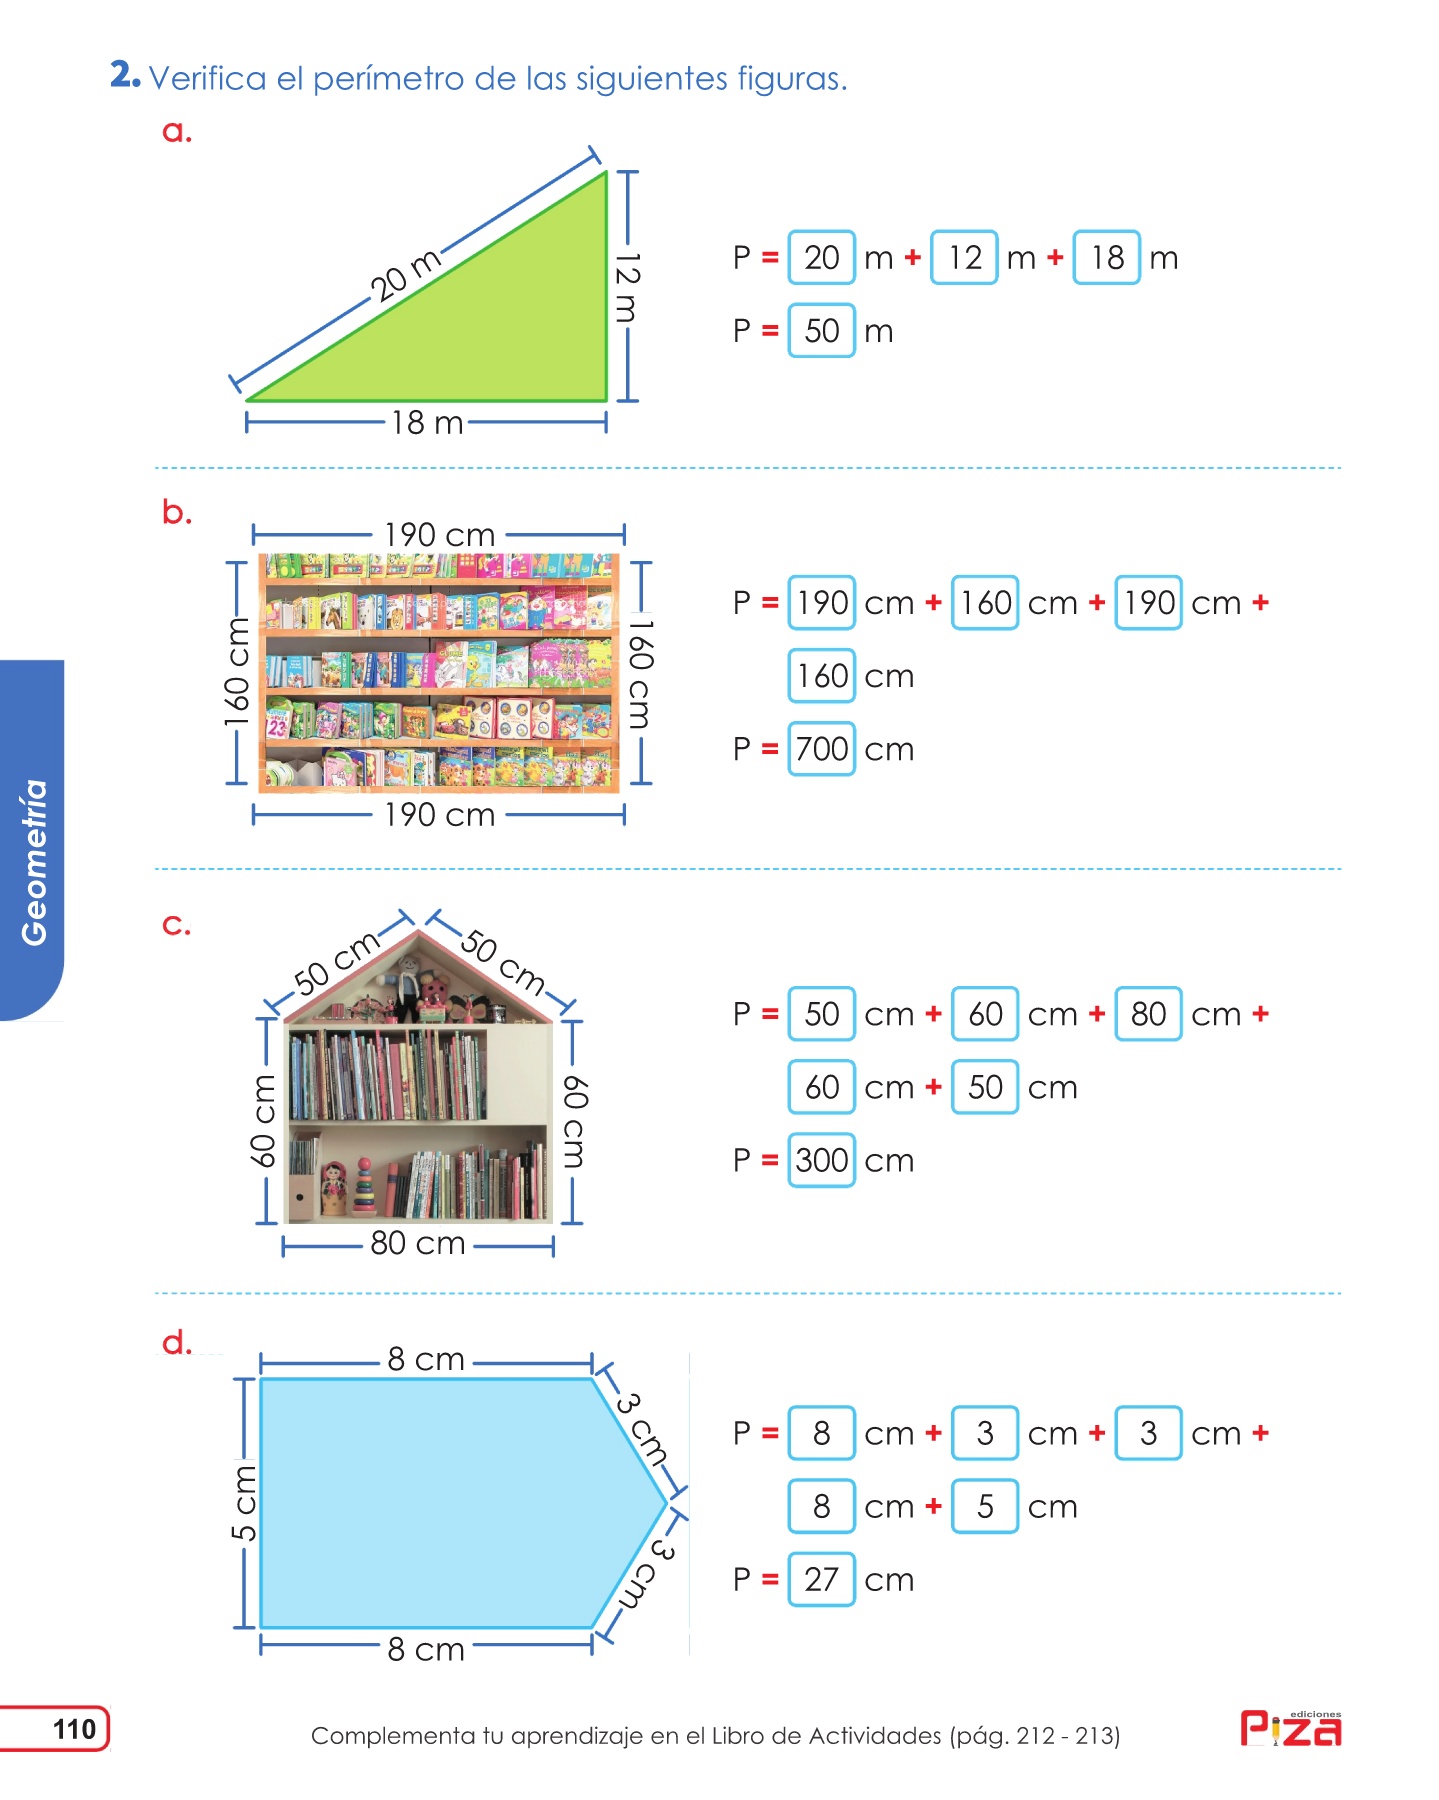 2. Verifica el perímetro de las siguientes figuras.
a.
20 m
12 m
18 m
P = 20 m + 12 m + 18 m
P = 50 m
b.
190 cm
160 cm
160 cm
190 cm
P = 190 cm + 160 cm + 190 cm +
160 cm
P = 700 cm
c.
50 cm
50 cm
60 cm
60 cm
80 cm
P = 50 cm + 60 cm + 80 cm +
60 cm + 50 cm
P = 300 cm
d.
8 cm
3 cm
5 cm
3 cm
8 cm
P = 8 cm + 3 cm + 3 cm +
8 cm + 5 cm
P = 27 cm
Geometría
110
Complementa tu aprendizaje en el Libro de Actividades (pág. 212 - 213)
ediciones
Piza